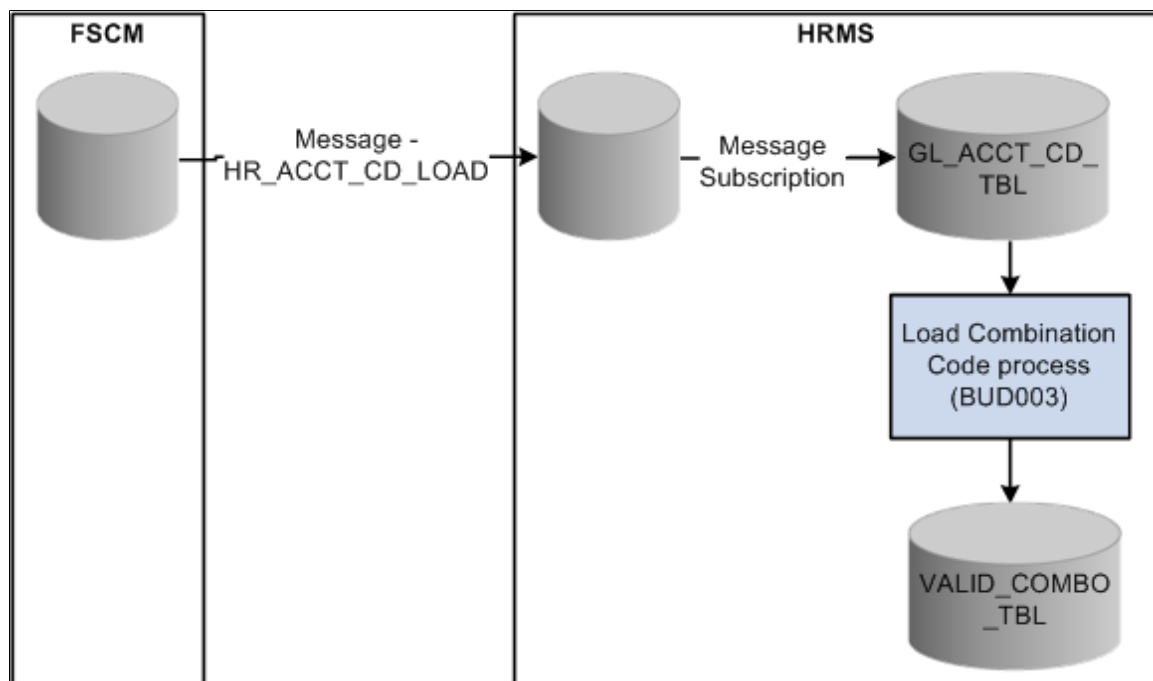 FSCM
HRMS
Message -
HR_ACCT_CD_LOAD
Message
Subscription
GL_ACCT_CD_
TBL
Load Combination
Code process
(BUD003)
VALID_COMBO
_TBL